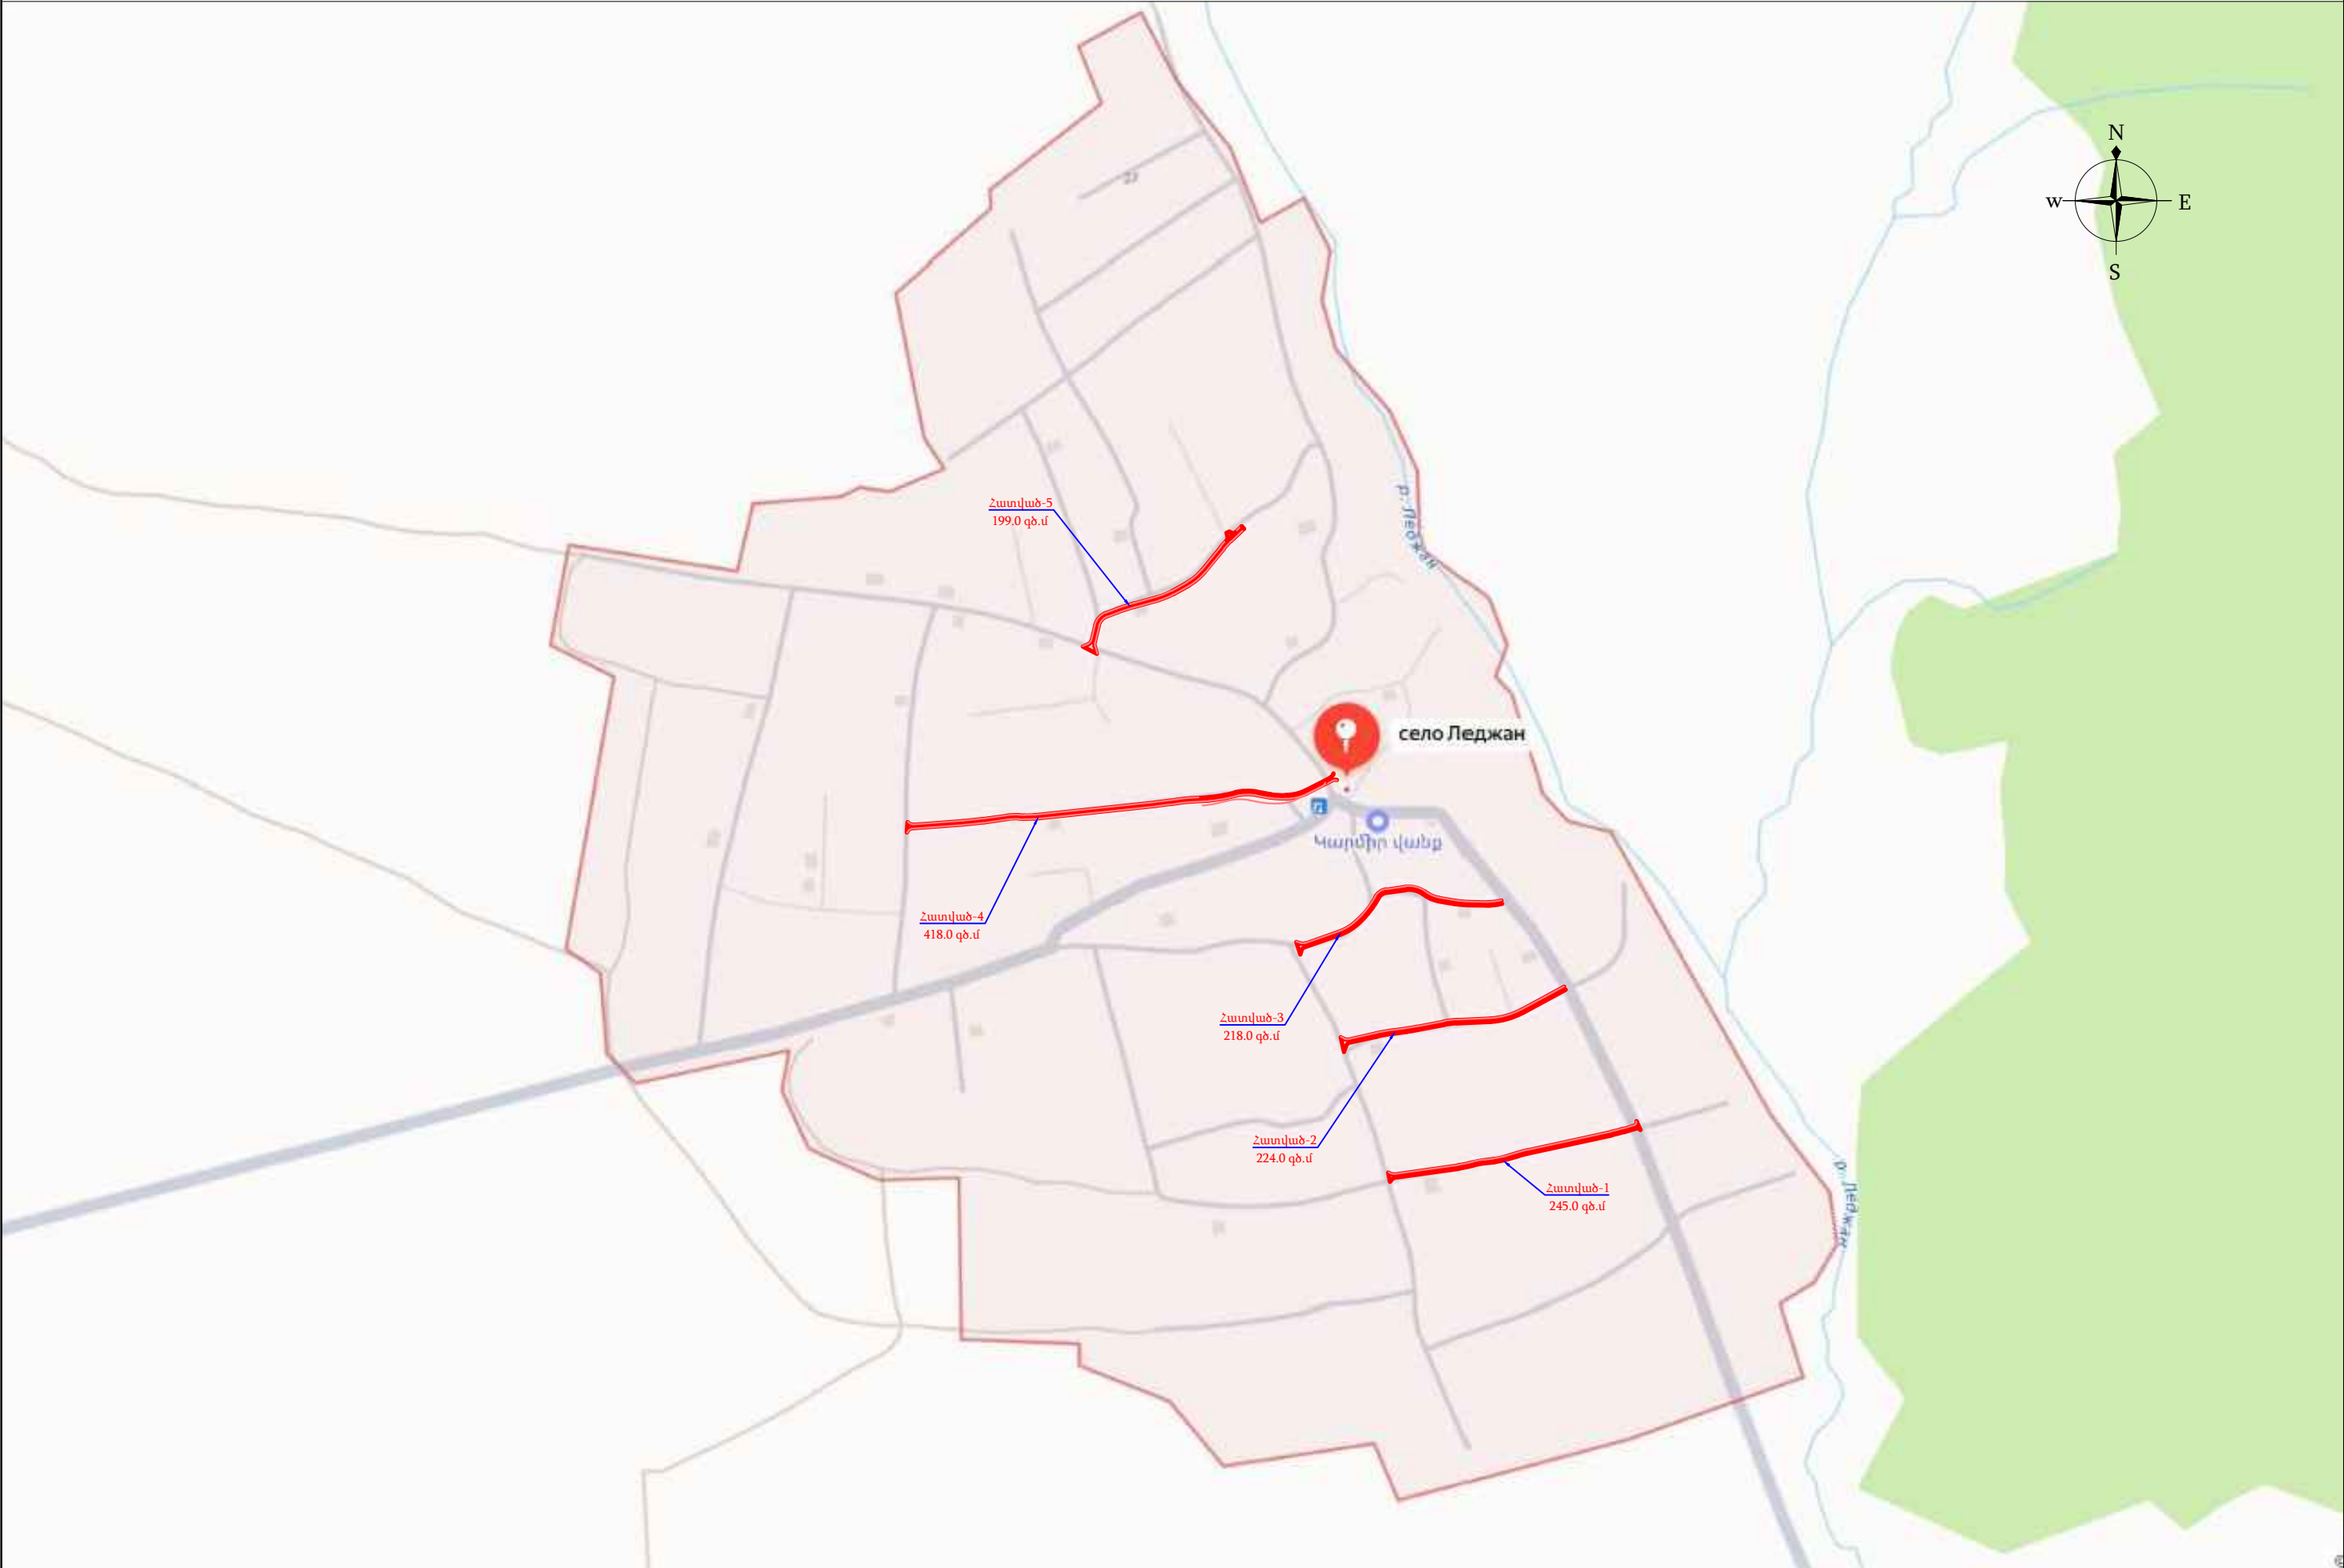 27
N
W
E
S
Հատված-5
199.0 գծ.մ
р. Леджан
село Леджан
Կարմիր վանք
Հատված-4
418.0 գծ.մ
Հատված-3
218.0 գծ.մ
Հատված-2
224.0 գծ.մ
Հատված-1
245.0 գծ.մ
р. Леджан